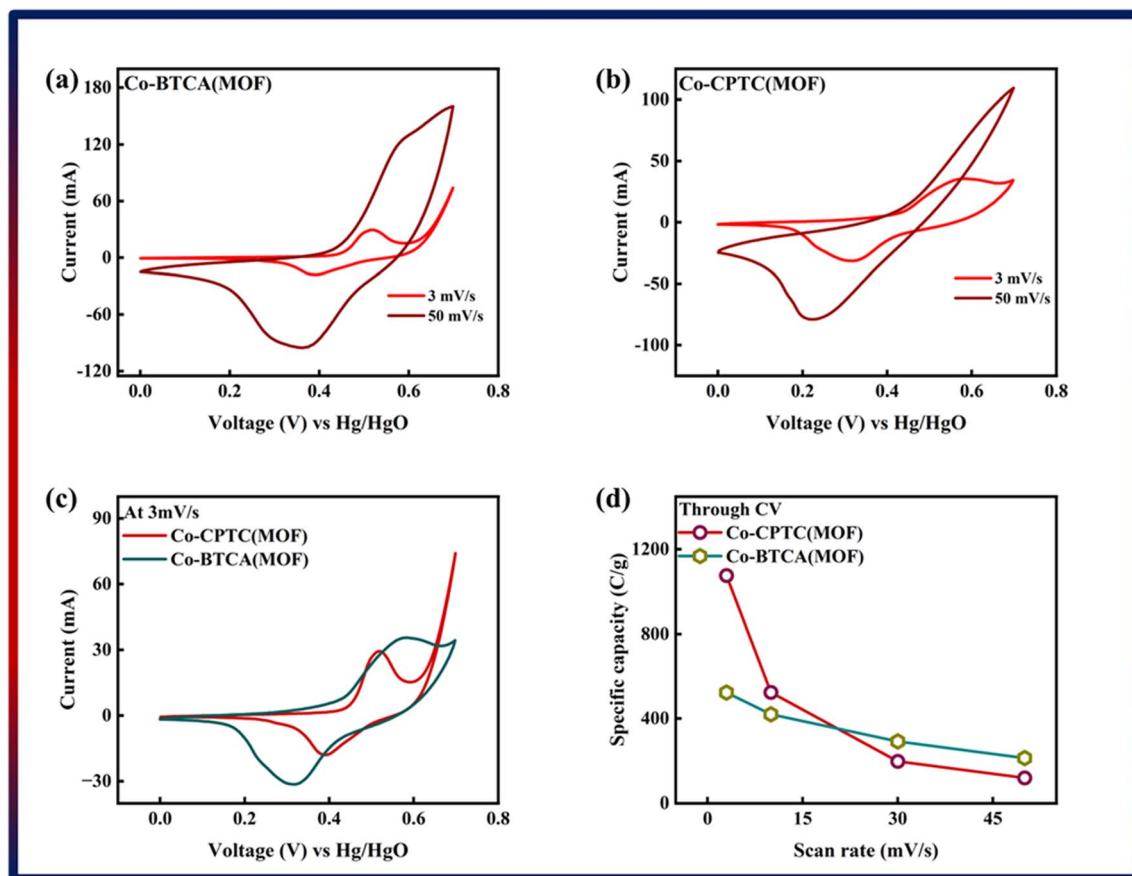 (a)
Co-BTCA(MOF)
180
120
60
0
-60
-120
Current (mA)
3 mV/s
50 mV/s
0.0 0.2 0.4 0.6 0.8
Voltage (V) vs Hg/HgO
(b)
Co-CPTC(MOF)
100
50
0
-50
-100
Current (mA)
3 mV/s
50 mV/s
0.0 0.2 0.4 0.6 0.8
Voltage (V) vs Hg/HgO
(c)
At 3mV/s
Co-CPTC(MOF)
Co-BTCA(MOF)
90
60
30
0
−30
Current (mA)
0.0 0.2 0.4 0.6 0.8
Voltage (V) vs Hg/HgO
(d)
Through CV
Co-CPTC(MOF)
Co-BTCA(MOF)
1200
800
400
0
Specific capacity (C/g)
0 15 30 45
Scan rate (mV/s)